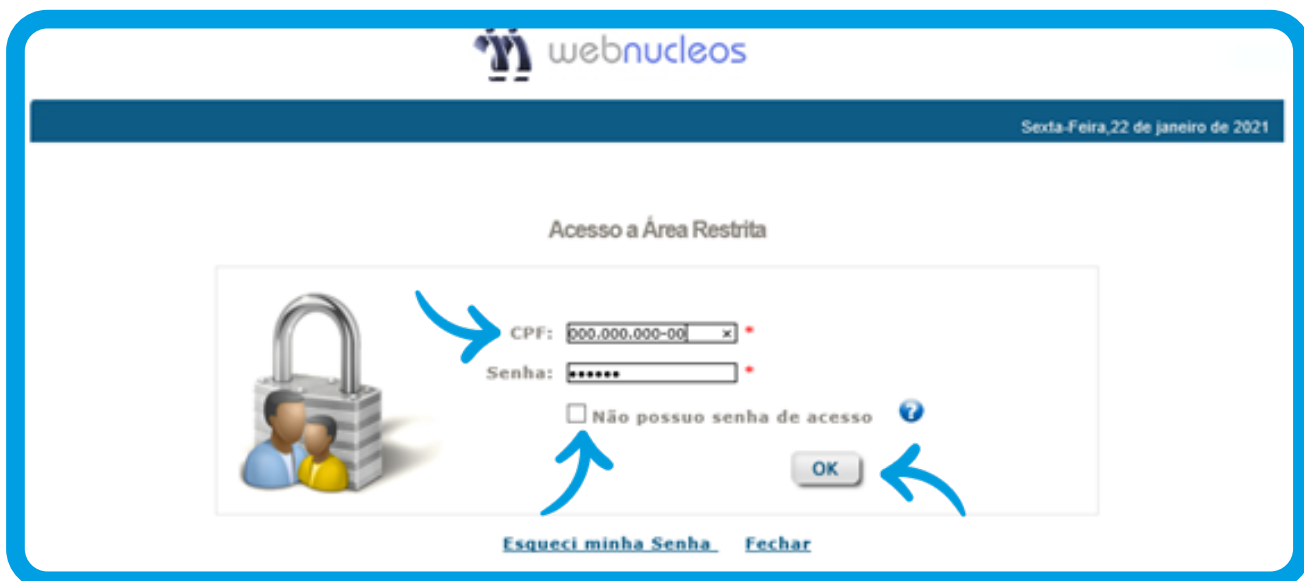 webnucleos
Sexta-Feira,22 de janeiro de 2021
Acesso a Área Restrita
CPF: 000.000.000-00 × *
Senha: •••••• *
Não possuo senha de acesso ?
OK
Esqueci minha Senha Fechar